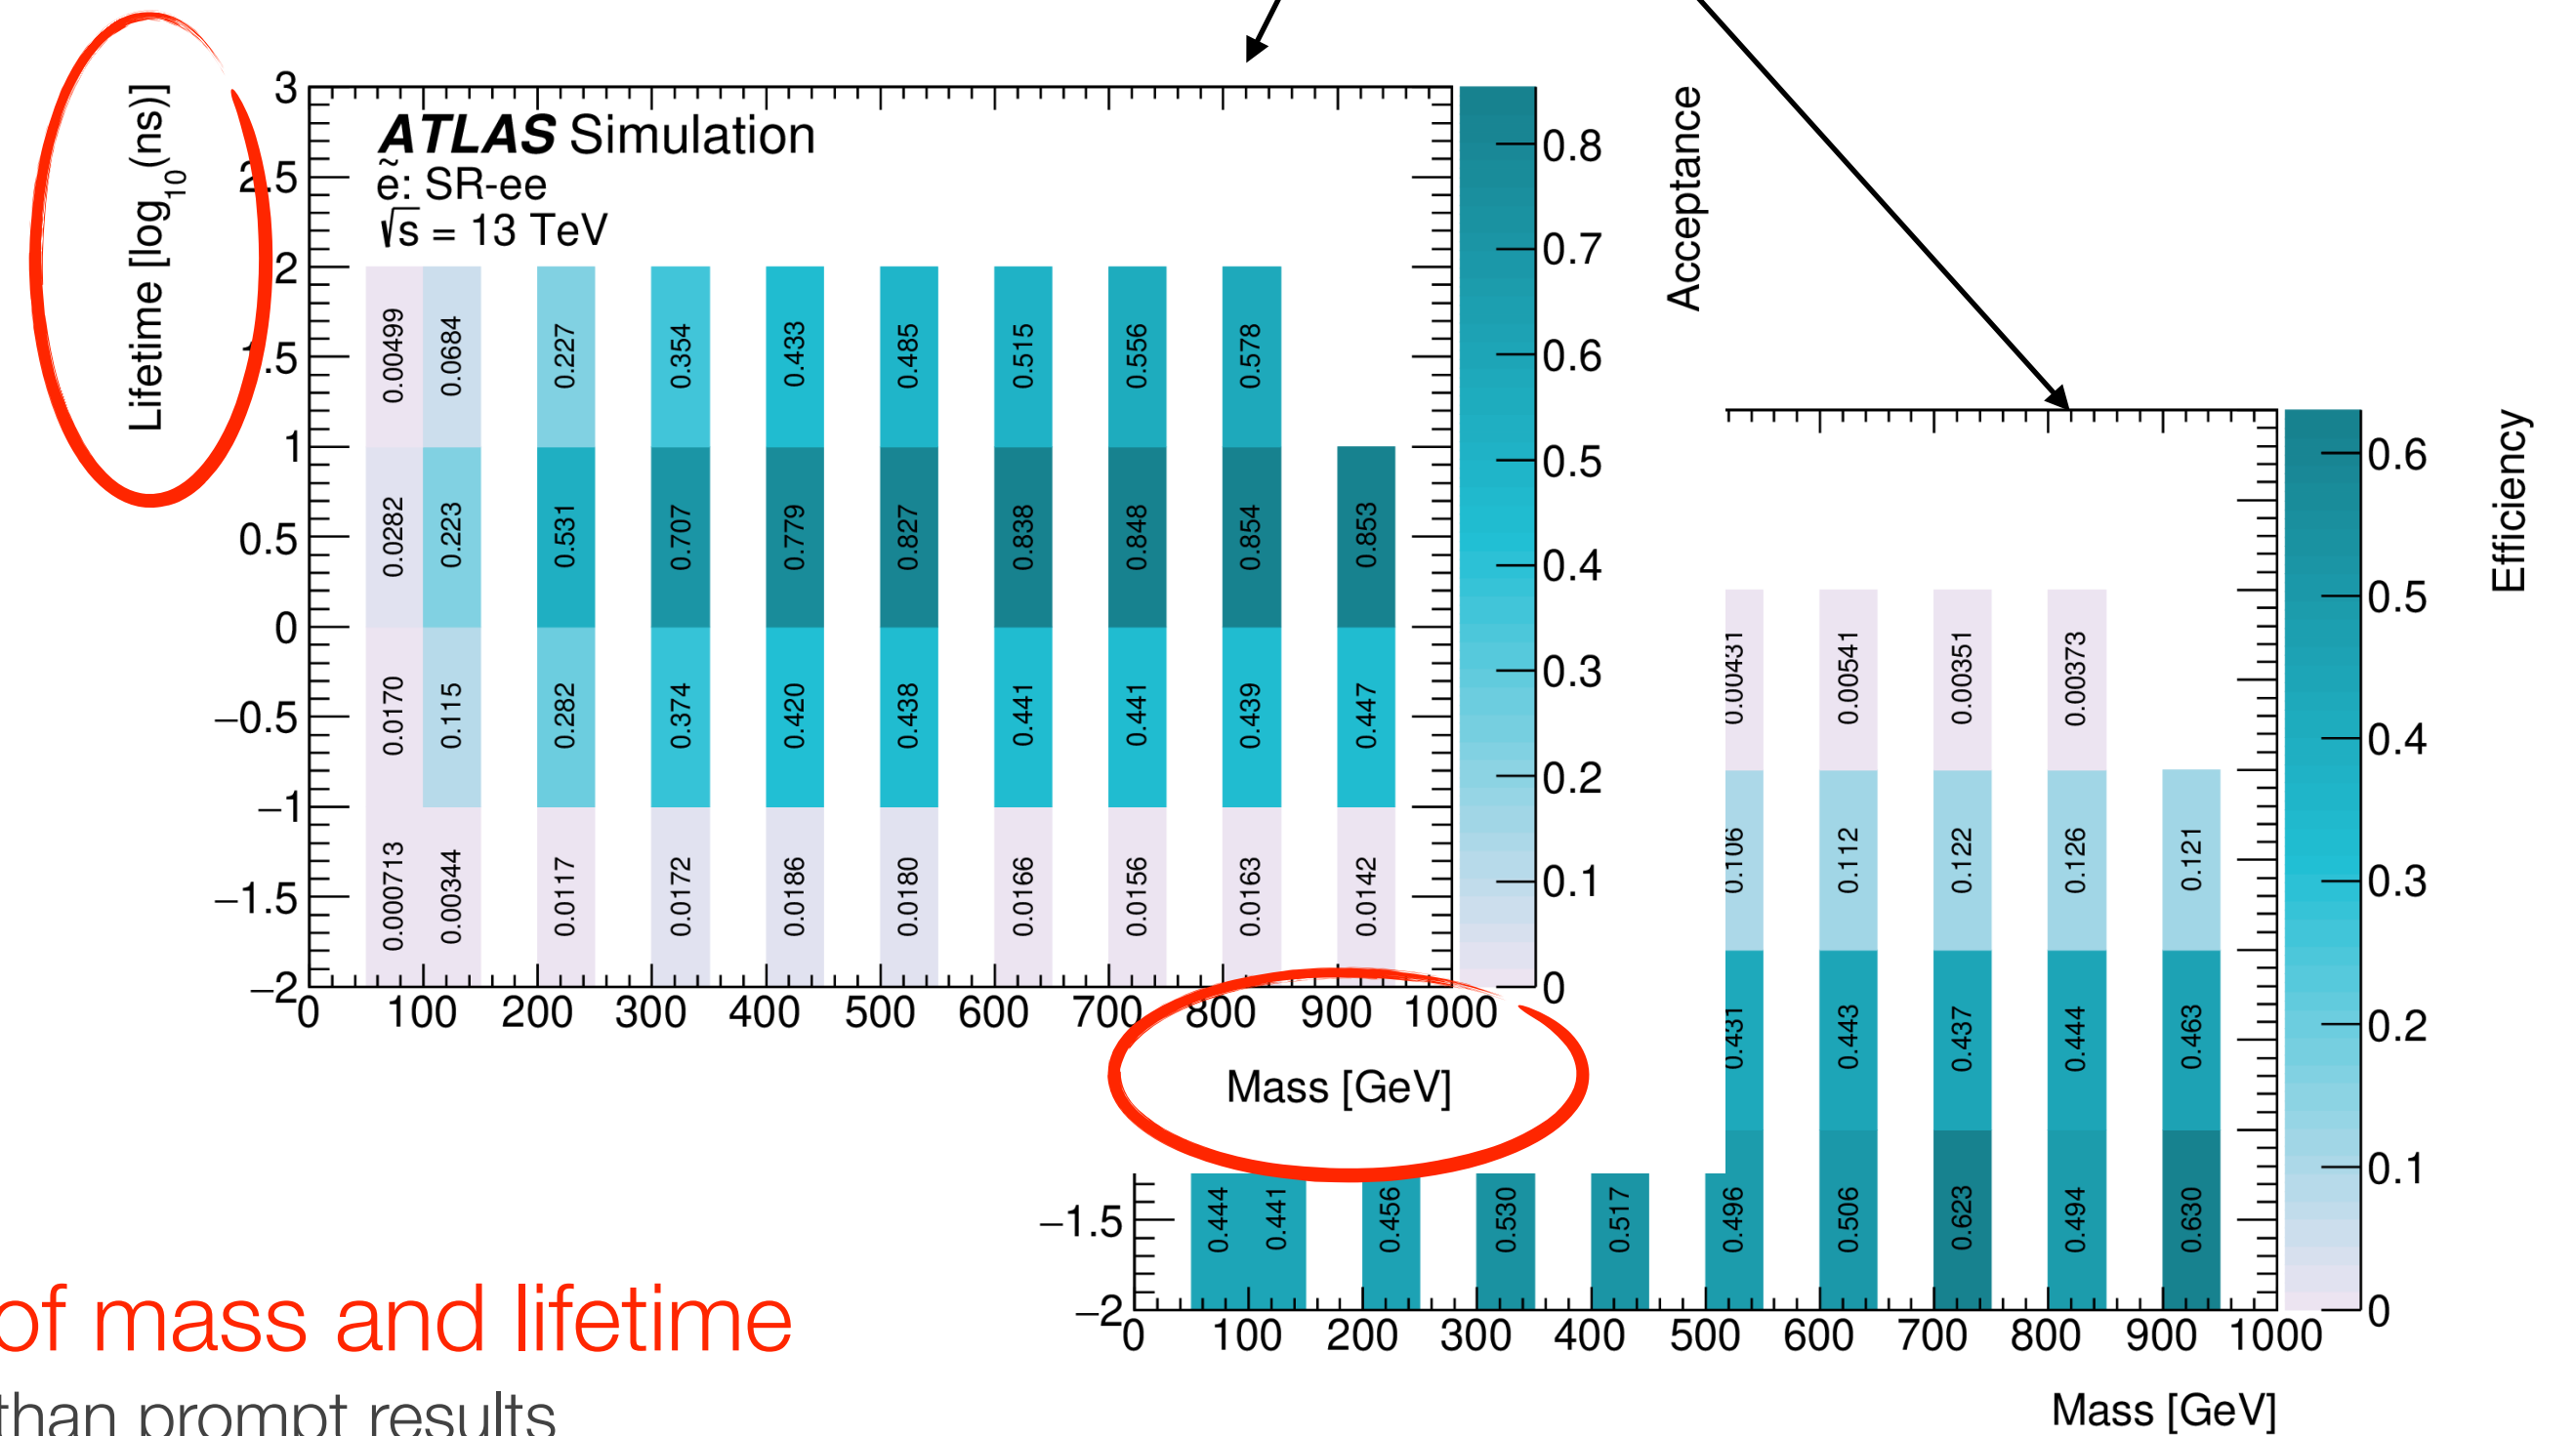 Lifetime [log10(ns)]
ATLAS Simulation
ẽ: SR-ee
√s = 13 TeV
3
2.5
2
1.5
1
0.5
0
−0.5
−1
−1.5
−2
0.00499 0.0684 0.227 0.354 0.433 0.485 0.515 0.556 0.578
0.0282 0.223 0.531 0.707 0.779 0.827 0.838 0.848 0.854 0.853
0.0170 0.115 0.282 0.374 0.420 0.438 0.441 0.441 0.439 0.447
0.000713 0.00344 0.0117 0.0172 0.0186 0.0180 0.0166 0.0156 0.0163 0.0142
0 100 200 300 400 500 600 700 800 900 1000
Mass [GeV]
0.8
0.7
0.6
0.5
0.4
0.3
0.2
0.1
0
Acceptance
0.00431 0.00541 0.00351 0.00373
0.106 0.112 0.122 0.126 0.121
0.431 0.443 0.437 0.444 0.463
0.444 0.441 0.456 0.530 0.517 0.496 0.506 0.623 0.494 0.630
−1.5
−2
0 100 200 300 400 500 600 700 800 900 1000
Mass [GeV]
0.6
0.5
0.4
0.3
0.2
0.1
0
Efficiency
of mass and lifetime
than prompt results